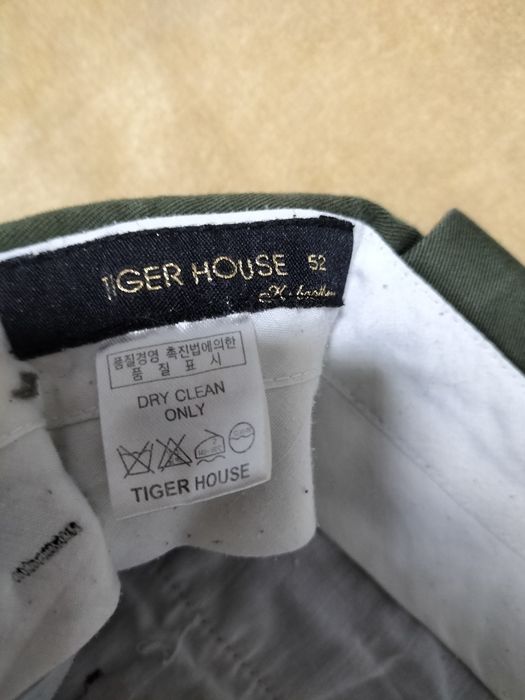 TIGER HOUSE 52
품질경영 촉진법에의한
품 질 표 시
DRY CLEAN
ONLY
TIGER HOUSE